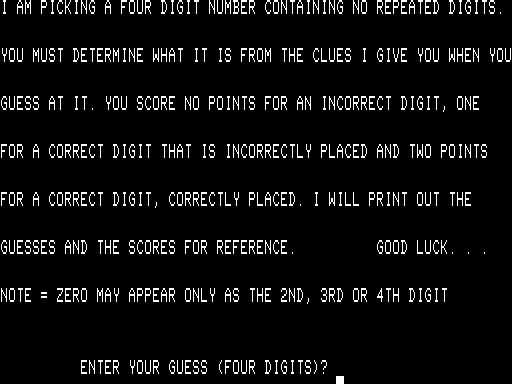 I AM PICKING A FOUR DIGIT NUMBER CONTAINING NO REPEATED DIGITS.
YOU MUST DETERMINE WHAT IT IS FROM THE CLUES I GIVE YOU WHEN YOU
GUESS AT IT. YOU SCORE NO POINTS FOR AN INCORRECT DIGIT, ONE
FOR A CORRECT DIGIT THAT IS INCORRECTLY PLACED AND TWO POINTS
FOR A CORRECT DIGIT, CORRECTLY PLACED. I WILL PRINT OUT THE
GUESSES AND THE SCORES FOR REFERENCE. GOOD LUCK. . .
NOTE = ZERO MAY APPEAR ONLY AS THE 2ND, 3RD OR 4TH DIGIT
ENTER YOUR GUESS (FOUR DIGITS)?